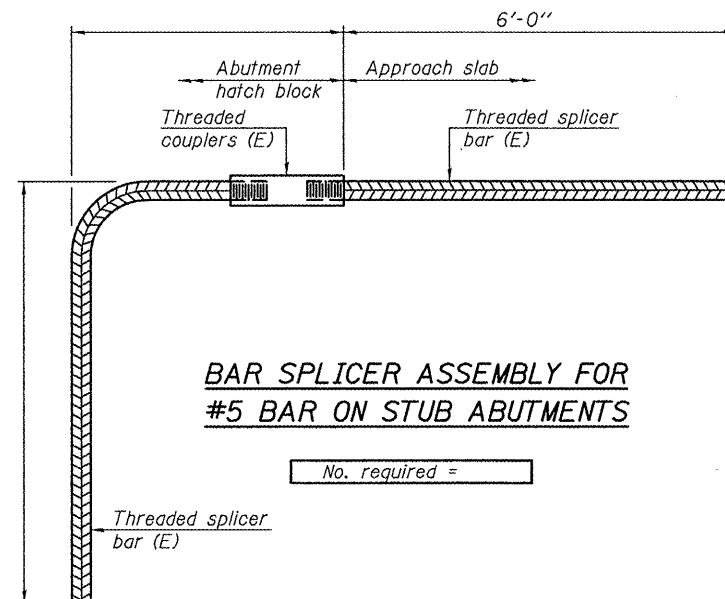 6'-0"
Abutment
hatch block
Approach slab
Threaded
couplers (E)
Threaded splicer
bar (E)
BAR SPLICER ASSEMBLY FOR
#5 BAR ON STUB ABUTMENTS
No. required =
Threaded splicer
bar (E)